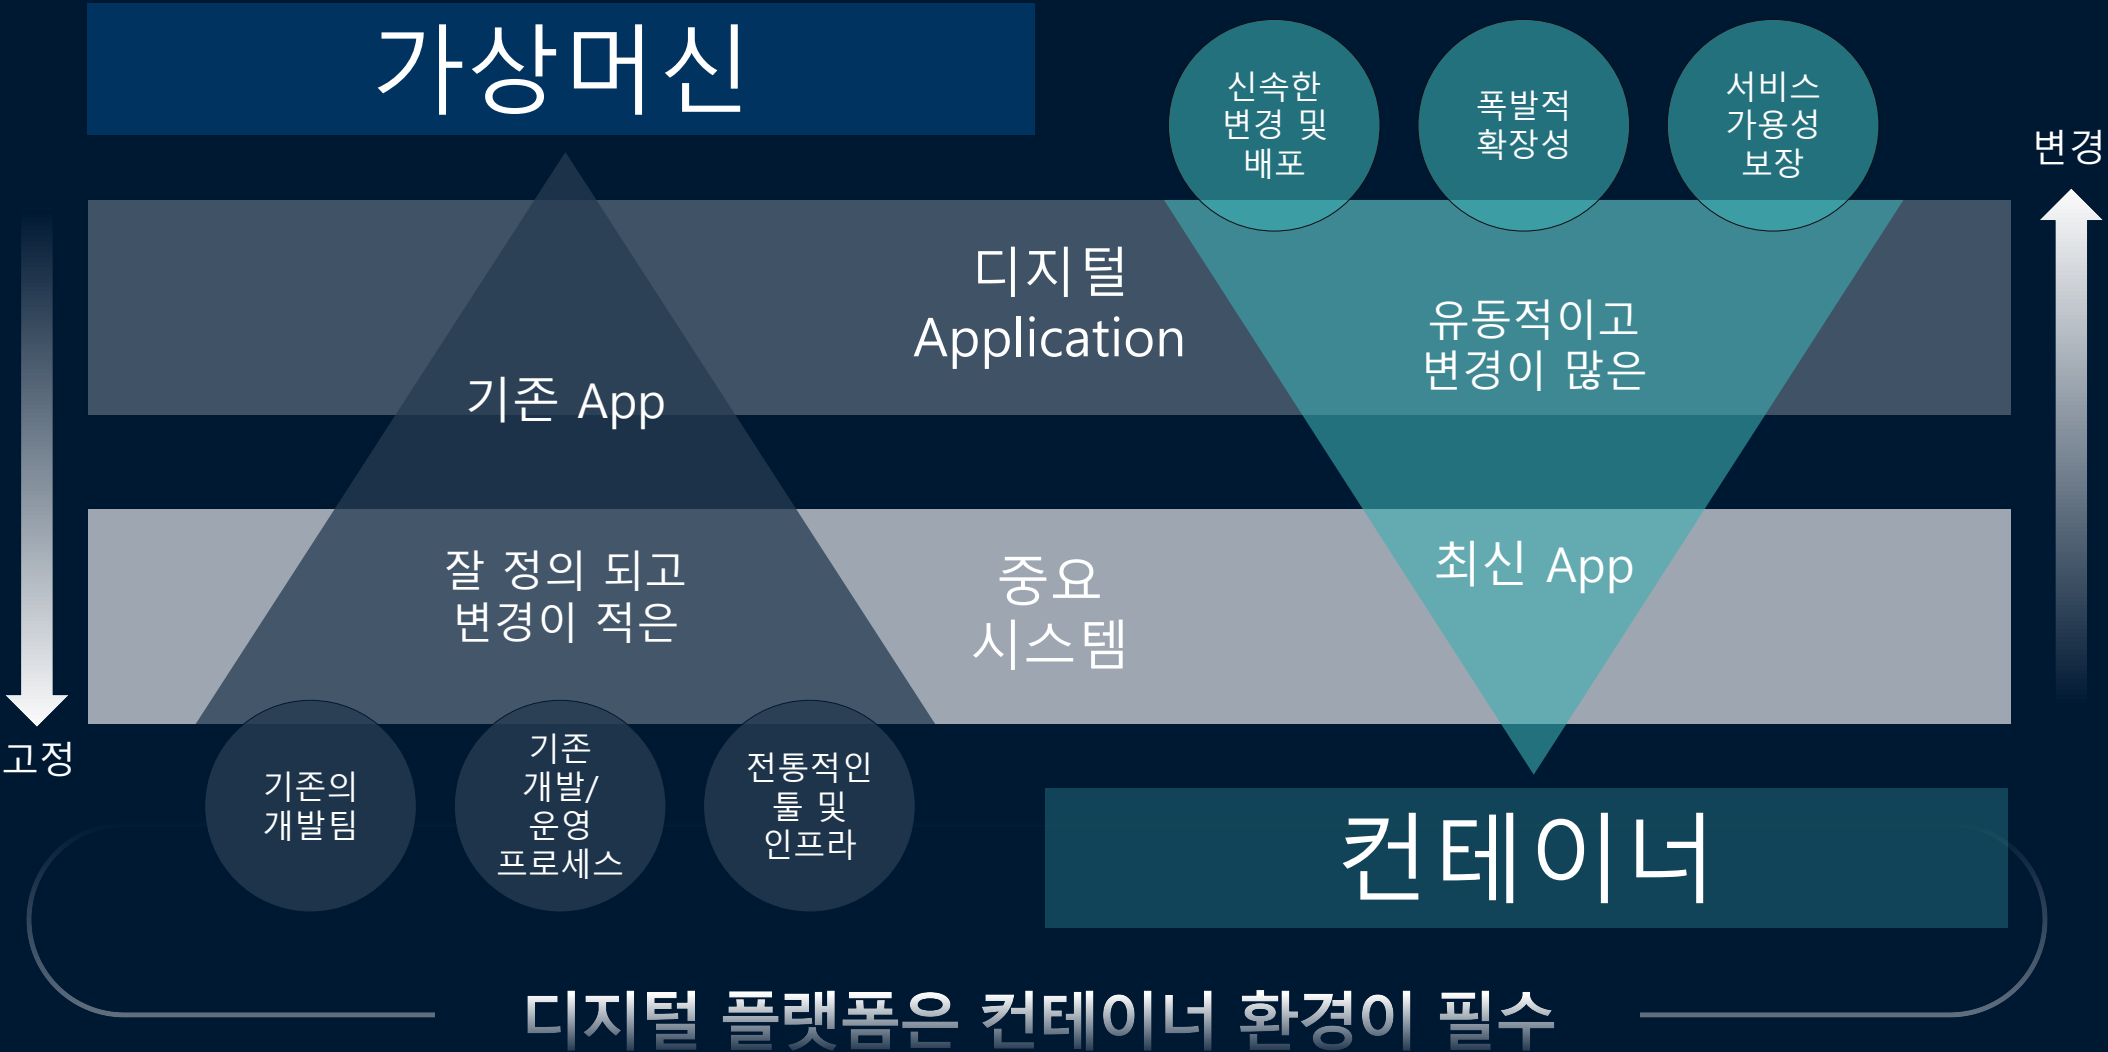 가상머신
신속한
변경 및
배포
폭발적
확장성
서비스
가용성
보장
변경
디지털
Application
유동적이고
변경이 많은
기존 App
잘 정의 되고
변경이 적은
중요
시스템
최신 App
고정
기존의
개발팀
기존
개발/
운영
프로세스
전통적인
툴 및
인프라
컨테이너
디지털 플랫폼은 컨테이너 환경이 필수